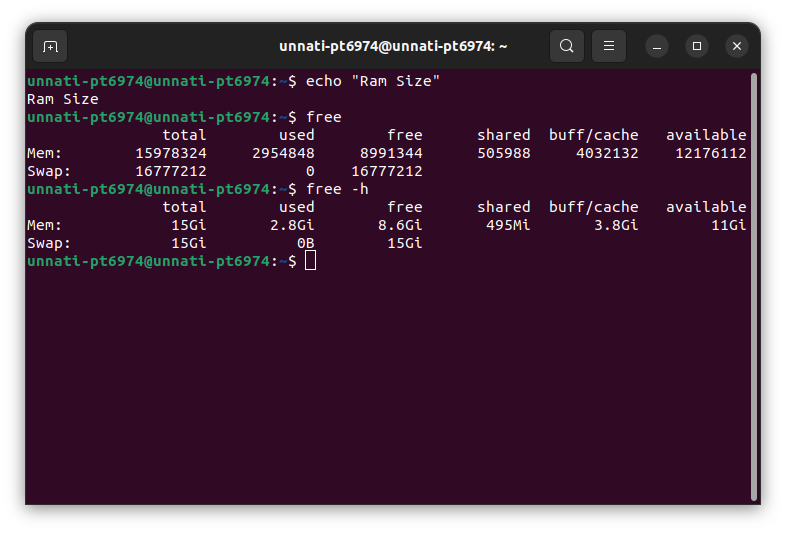 unnati-pt6974@unnati-pt6974: ~
unnati-pt6974@unnati-pt6974:~$ echo "Ram Size"
Ram Size
unnati-pt6974@unnati-pt6974:~$ free
total used free shared buff/cache available
Mem: 15978324 2954848 8991344 505988 4032132 12176112
Swap: 16777212 0 16777212
unnati-pt6974@unnati-pt6974:~$ free -h
total used free shared buff/cache available
Mem: 15Gi 2.8Gi 8.6Gi 495Mi 3.8Gi 11Gi
Swap: 15Gi 0B 15Gi
unnati-pt6974@unnati-pt6974:~$